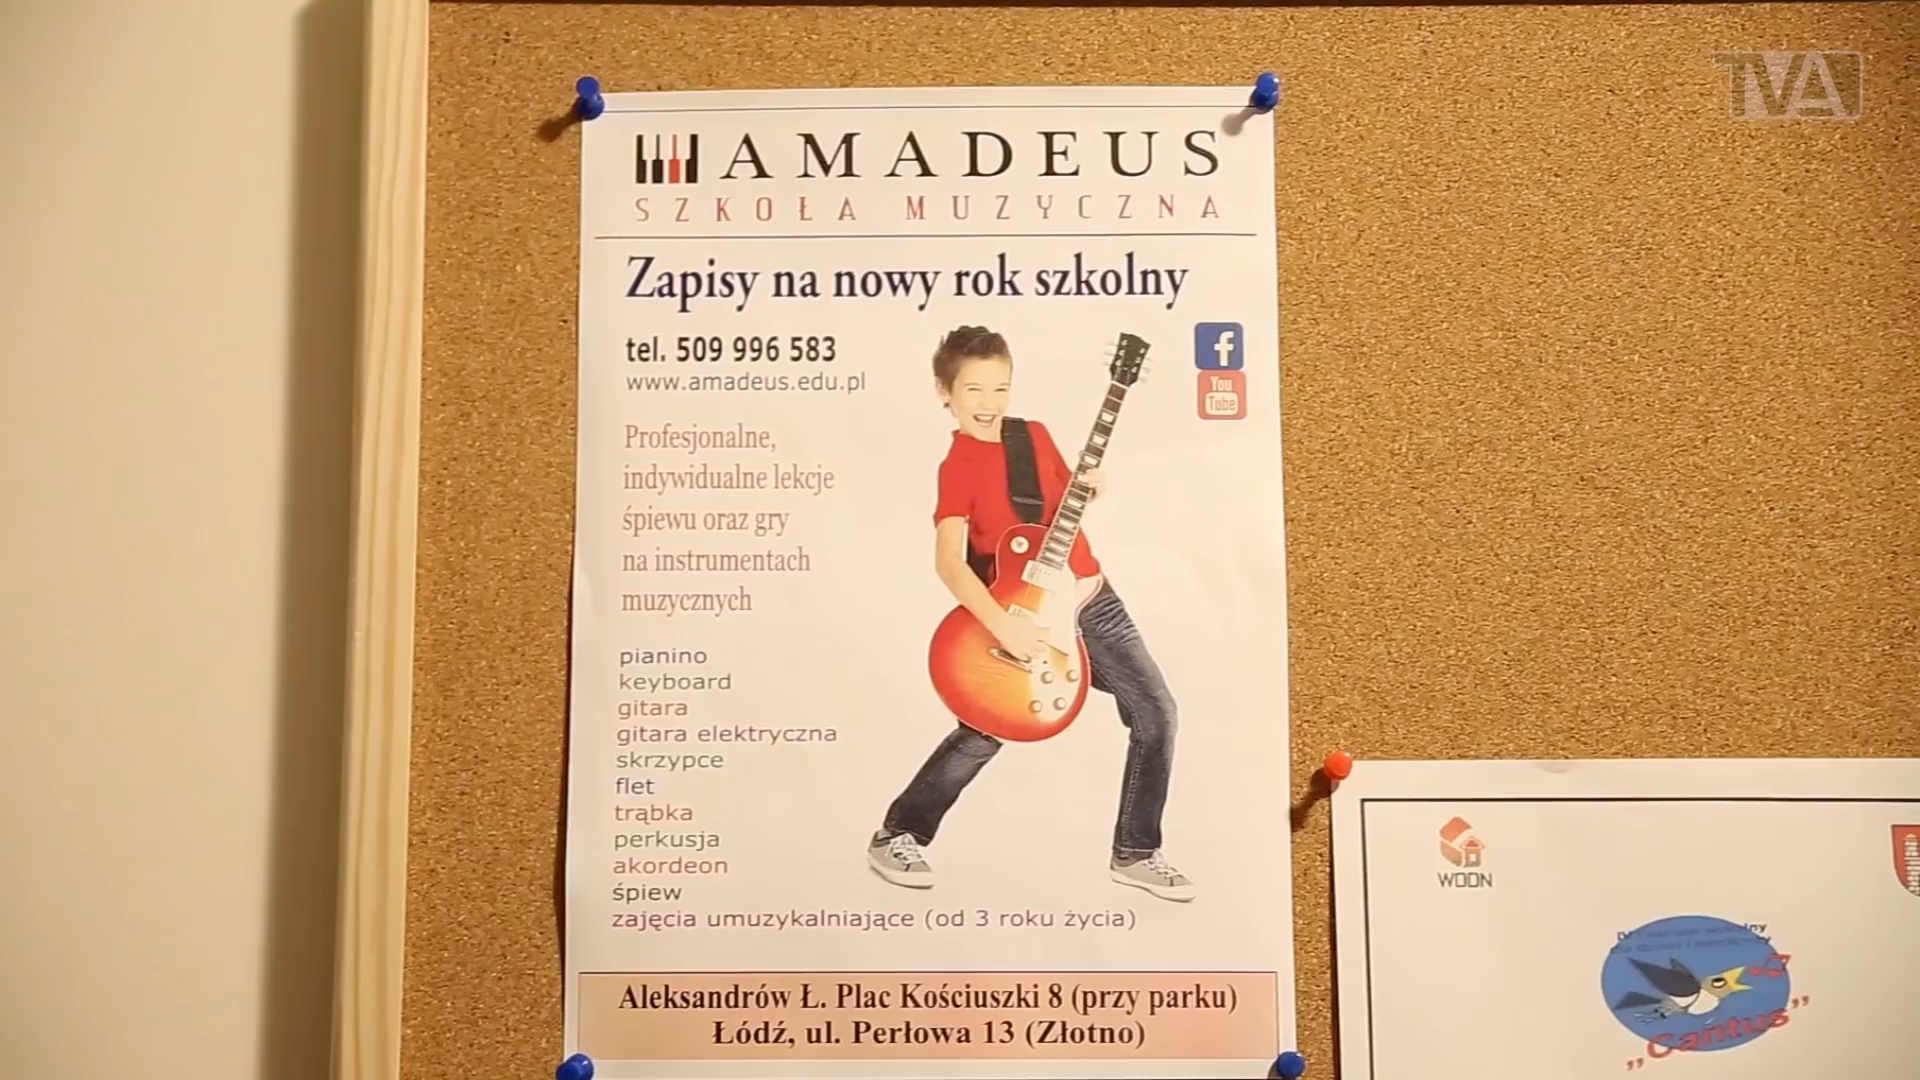 TVA
AMADEUS
SZKOŁA MUZYCZNA
Zapisy na nowy rok szkolny
tel. 509 996 583
www.amadeus.edu.pl
f
You
Tube
Profesjonalne,
indywidualne lekcje
śpiewu oraz gry
na instrumentach
muzycznych
pianino
keyboard
gitara
gitara elektryczna
skrzypce
flet
trąbka
perkusja
akordeon
śpiew
zajęcia umuzykalniające (od 3 roku życia)
Aleksandrów Ł. Plac Kościuszki 8 (przy parku)
Łódź, ul. Perłowa 13 (Złotno)
WODN
„Cantus”